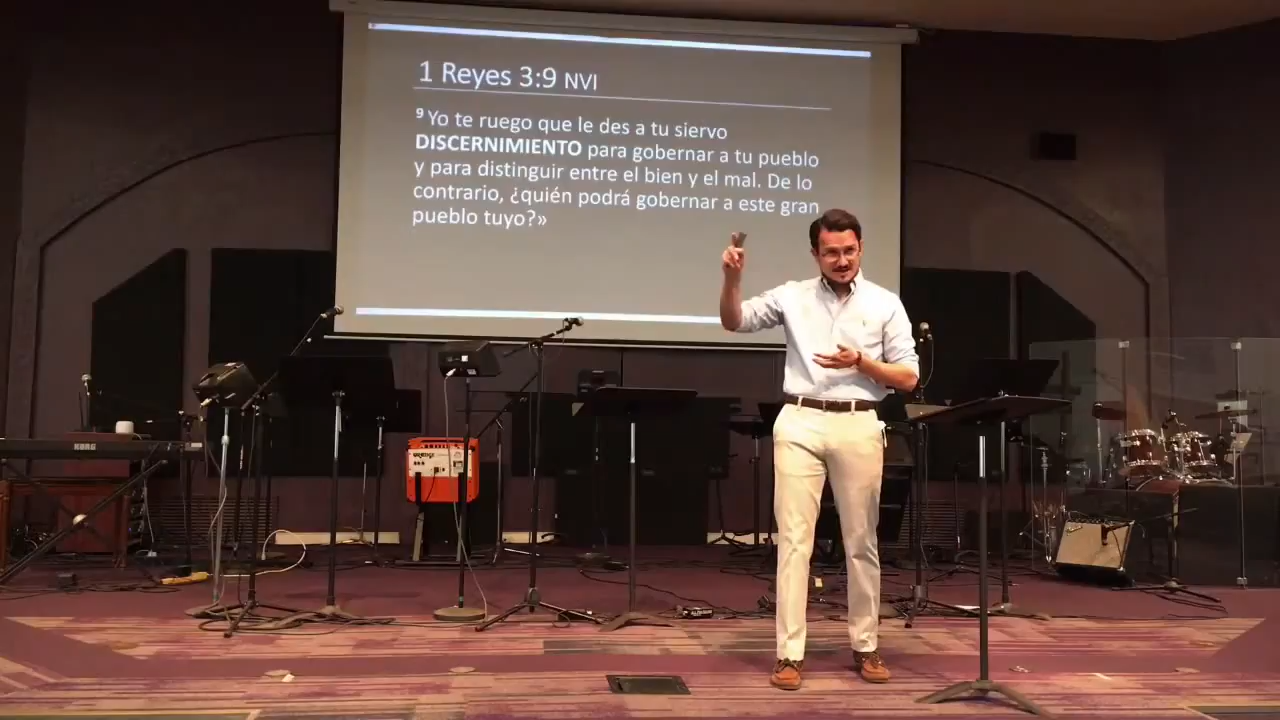 1 Reyes 3:9 NVI
⁹ Yo te ruego que le des a tu siervo
DISCERNIMIENTO para gobernar a tu pueblo
y para distinguir entre el bien y el mal. De lo
contrario, ¿quién podrá gobernar a este gran
pueblo tuyo?»
KORG